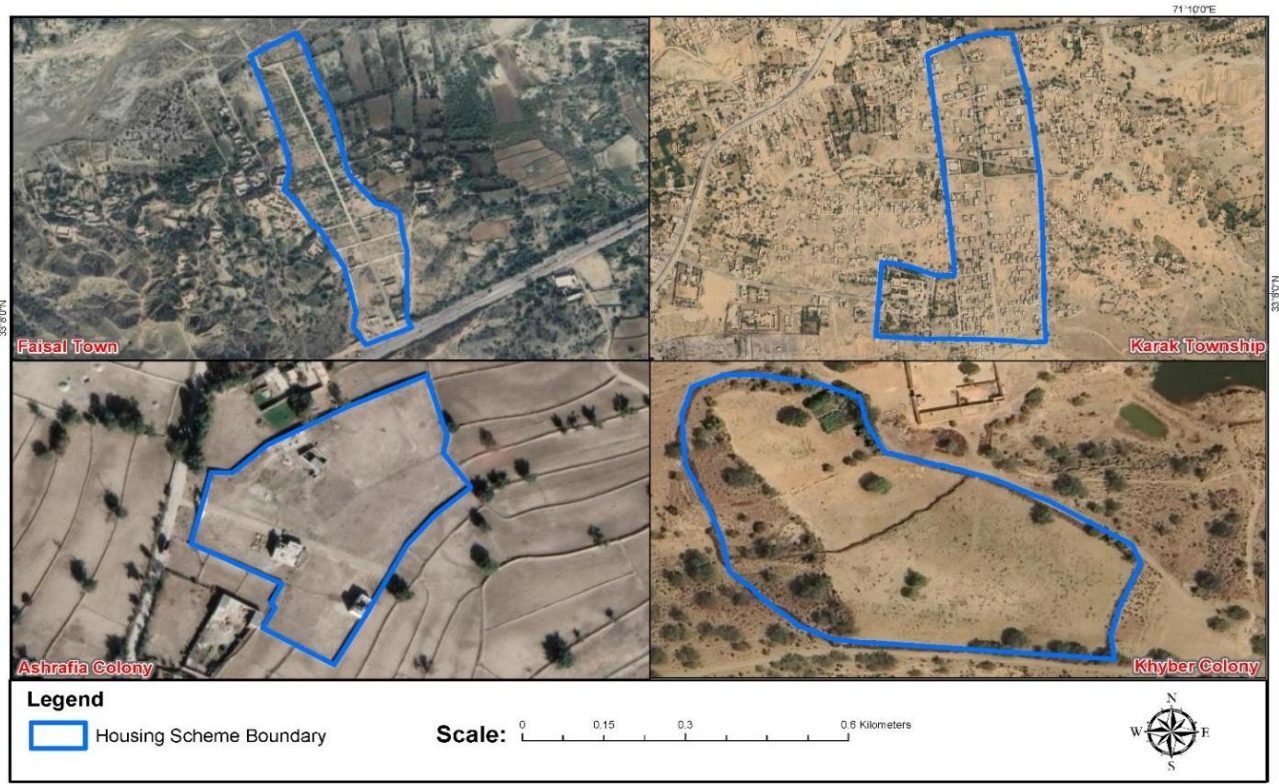 71°10'0"E
33°8'0"N
33°8'0"N
Faisal Town
Karak Township
Ashrafia Colony
Khyber Colony
Legend
Housing Scheme Boundary
Scale:
0 0.15 0.3 0.6 Kilometers
N
W E
S